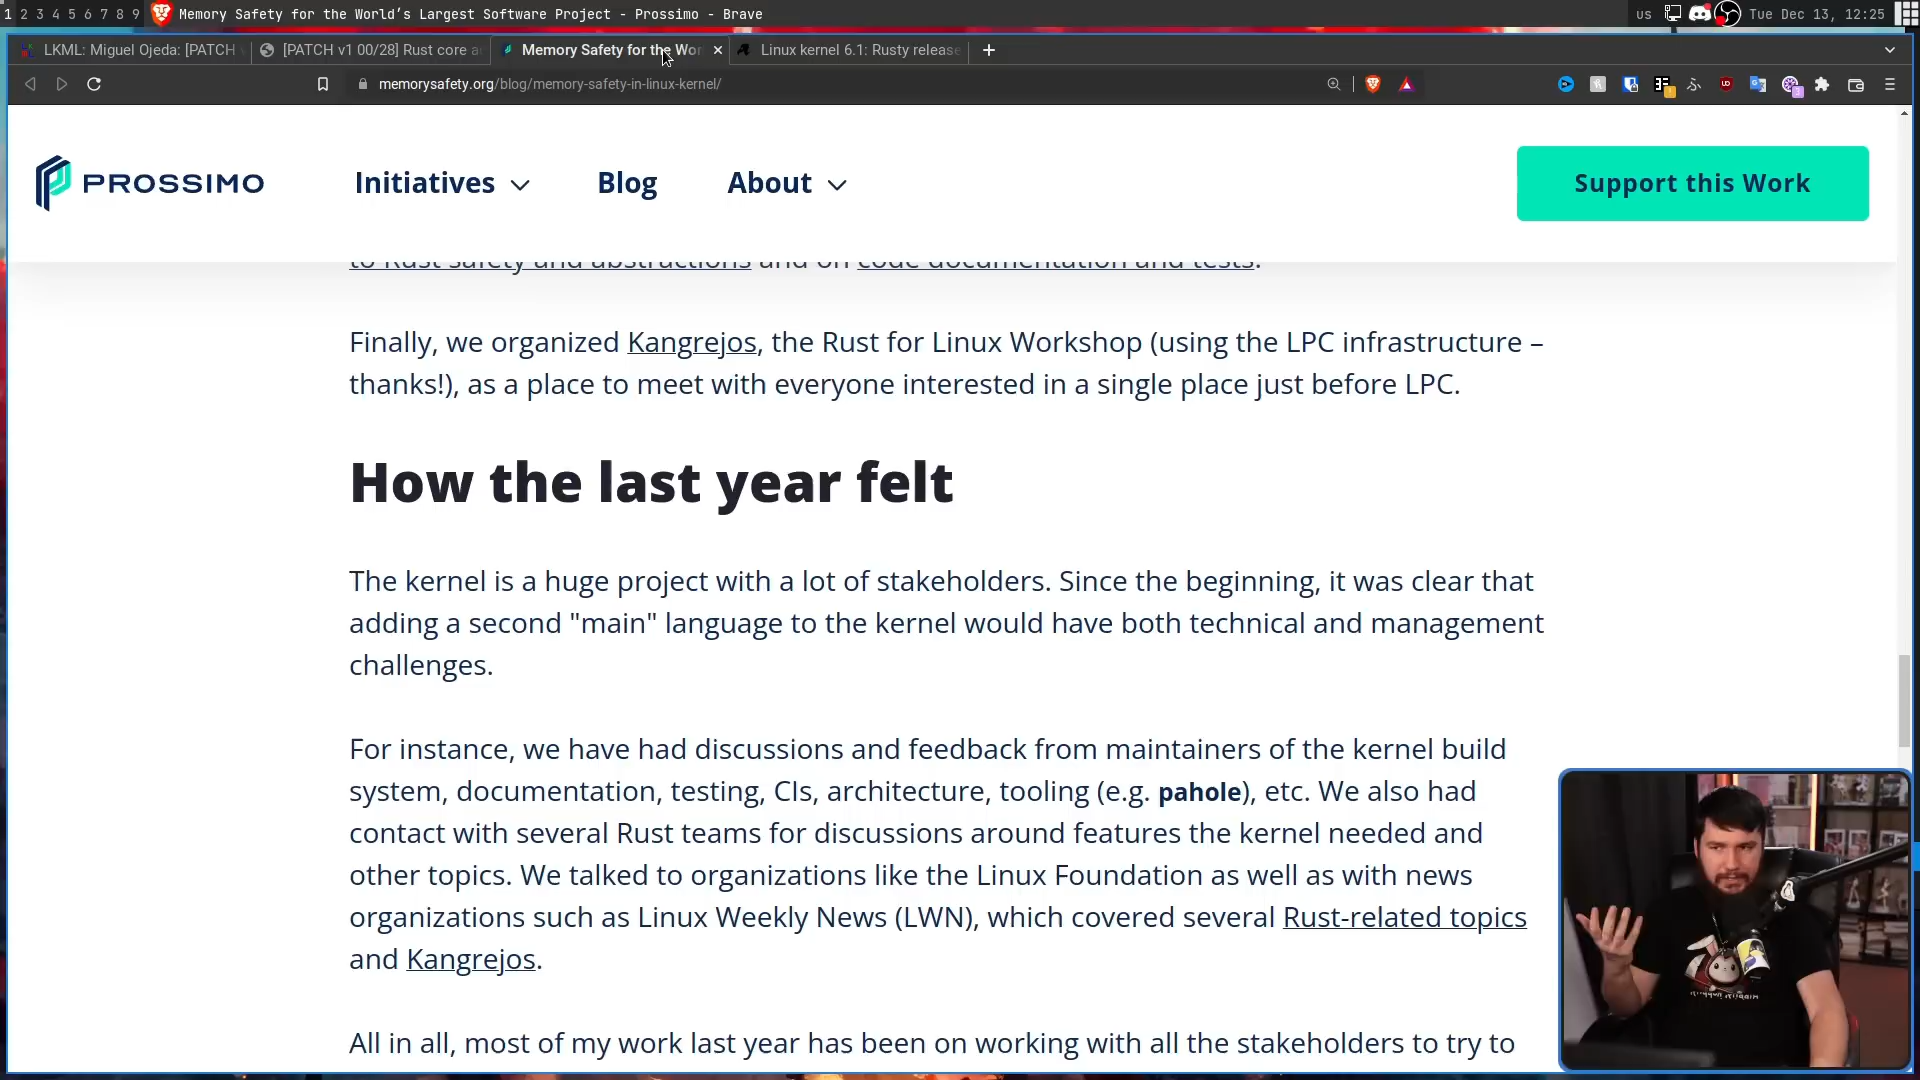 1 2 3 4 5 6 7 8 9 Memory Safety for the World’s Largest Software Project - Prossimo - Brave us Tue Dec 13, 12:25
LKML: Miguel Ojeda: [PATCH [PATCH v1 00/28] Rust core a Memory Safety for the Wor Linux kernel 6.1: Rusty release
memorysafety.org/blog/memory-safety-in-linux-kernel/
PROSSIMO Initiatives Blog About Support this Work
to Rust safety and abstractions and on code documentation and tests.
Finally, we organized Kangrejos, the Rust for Linux Workshop (using the LPC infrastructure –
thanks!), as a place to meet with everyone interested in a single place just before LPC.
How the last year felt
The kernel is a huge project with a lot of stakeholders. Since the beginning, it was clear that
adding a second "main" language to the kernel would have both technical and management
challenges.
For instance, we have had discussions and feedback from maintainers of the kernel build
system, documentation, testing, CIs, architecture, tooling (e.g. pahole), etc. We also had
contact with several Rust teams for discussions around features the kernel needed and
other topics. We talked to organizations like the Linux Foundation as well as with news
organizations such as Linux Weekly News (LWN), which covered several Rust-related topics
and Kangrejos.
All in all, most of my work last year has been on working with all the stakeholders to try to